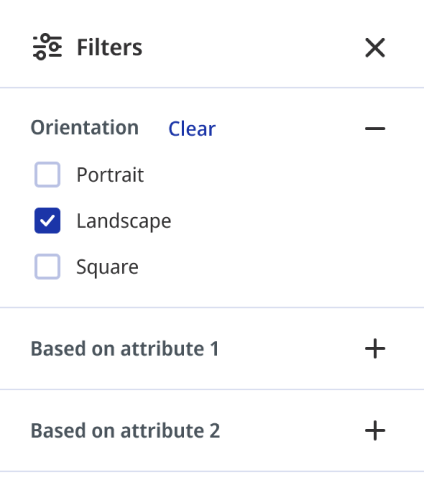 Filters
Orientation Clear
Portrait
Landscape
Square
Based on attribute 1
Based on attribute 2